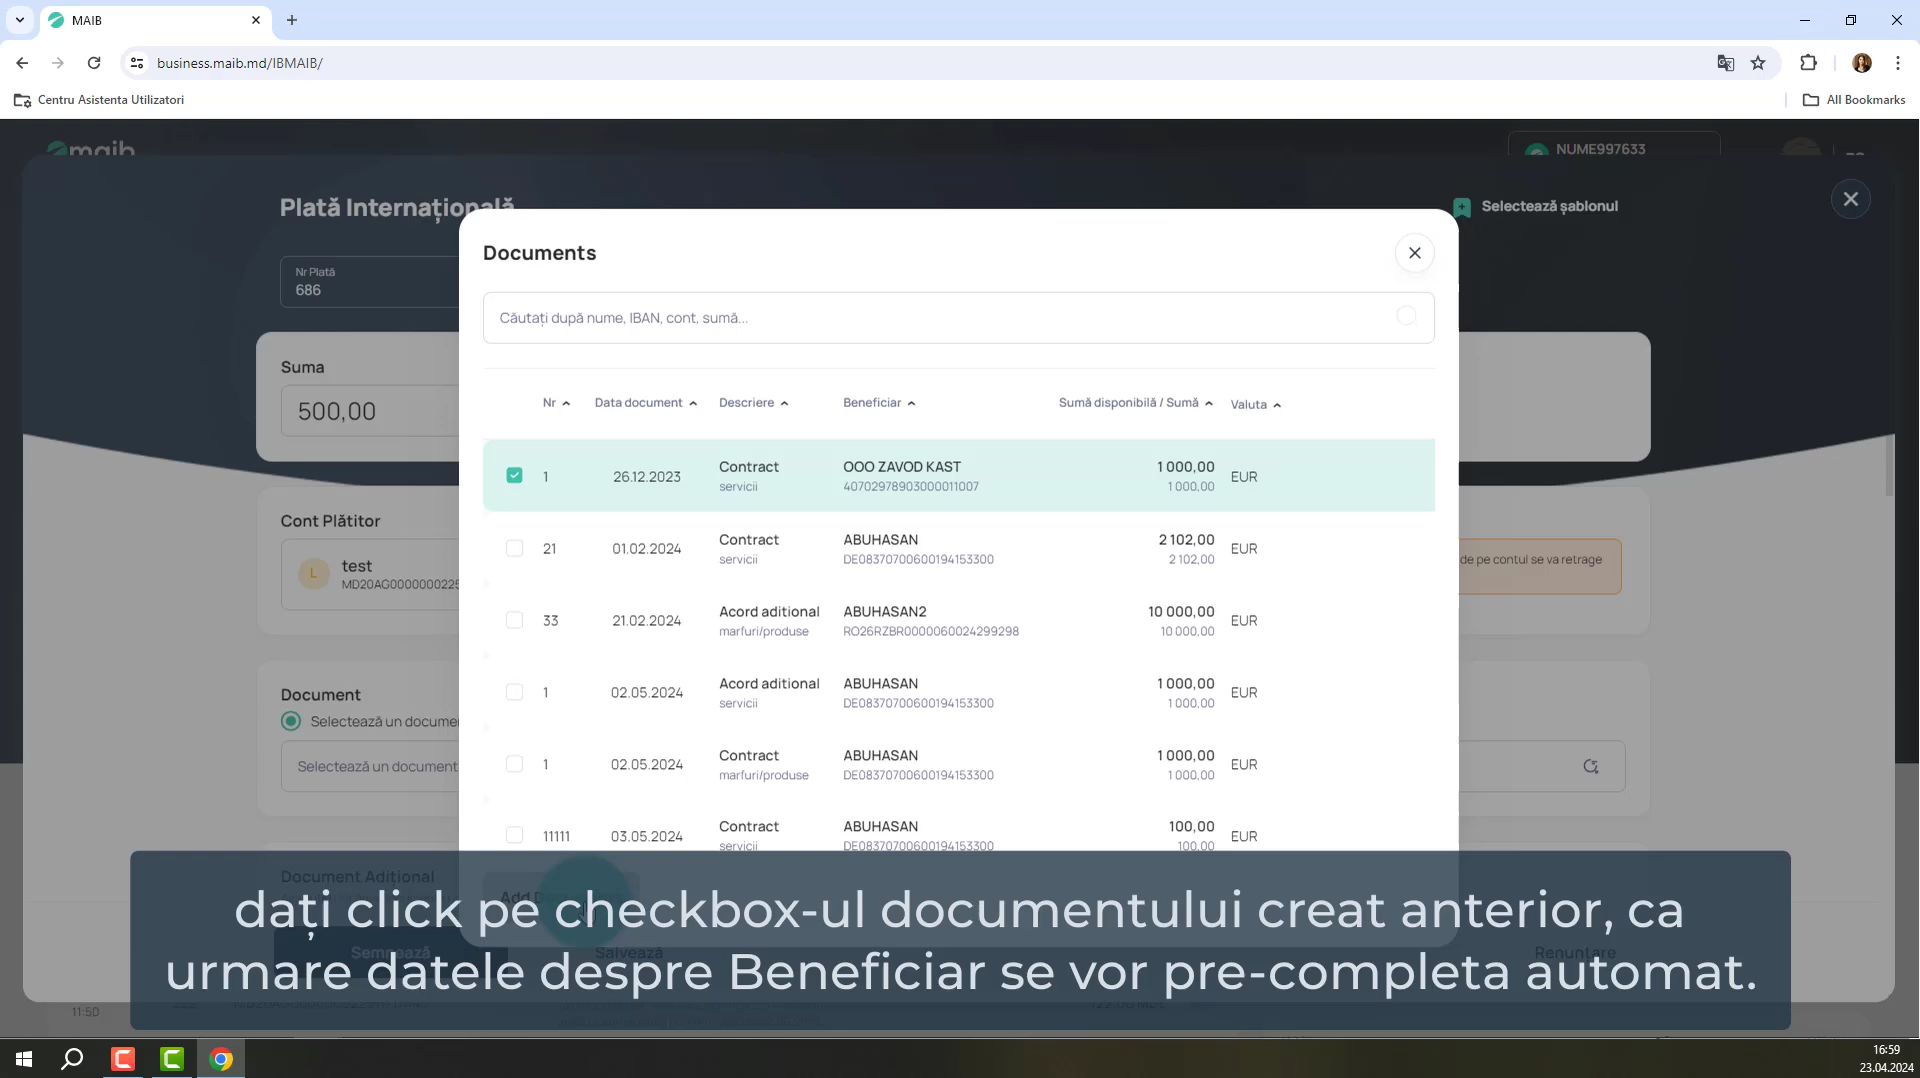 MAIB
business.maib.md/IBMAIB/
Centru Asistenta Utilizatori
All Bookmarks
maib
NUME997633
Plată Internațională
Selectează șablonul
Documents
Nr Plată
686
Căutați după nume, IBAN, cont, sumă...
Suma
500,00
Nr Data document Descriere Beneficiar Sumă disponibilă / Sumă Valuta
1 26.12.2023 Contract OOO ZAVOD KAST 1 000,00 EUR
servicii 40702978903000011007 1 000,00
Cont Plătitor
21 01.02.2024 Contract ABUHASAN 2 102,00 EUR
servicii DE08370700600194153300 2 102,00
test
MD20AG0000000225
L
de pe contul se va retrage
33 21.02.2024 Acord aditional ABUHASAN2 10 000,00 EUR
marfuri/produse RO26RZBR0000060024299298 10 000,00
Document
Selectează un docume
Selectează un document
1 02.05.2024 Acord aditional ABUHASAN 1 000,00 EUR
servicii DE08370700600194153300 1 000,00
1 02.05.2024 Contract ABUHASAN 1 000,00 EUR
marfuri/produse DE08370700600194153300 1 000,00
11111 03.05.2024 Contract ABUHASAN 100,00 EUR
servicii DE08370700600194153300 100,00
Document Adițional
Add D
Semnează
Salvează
Renunțare
dați click pe checkbox-ul documentului creat anterior, ca
urmare datele despre Beneficiar se vor pre-completa automat.
11:50
16:59
23.04.2024